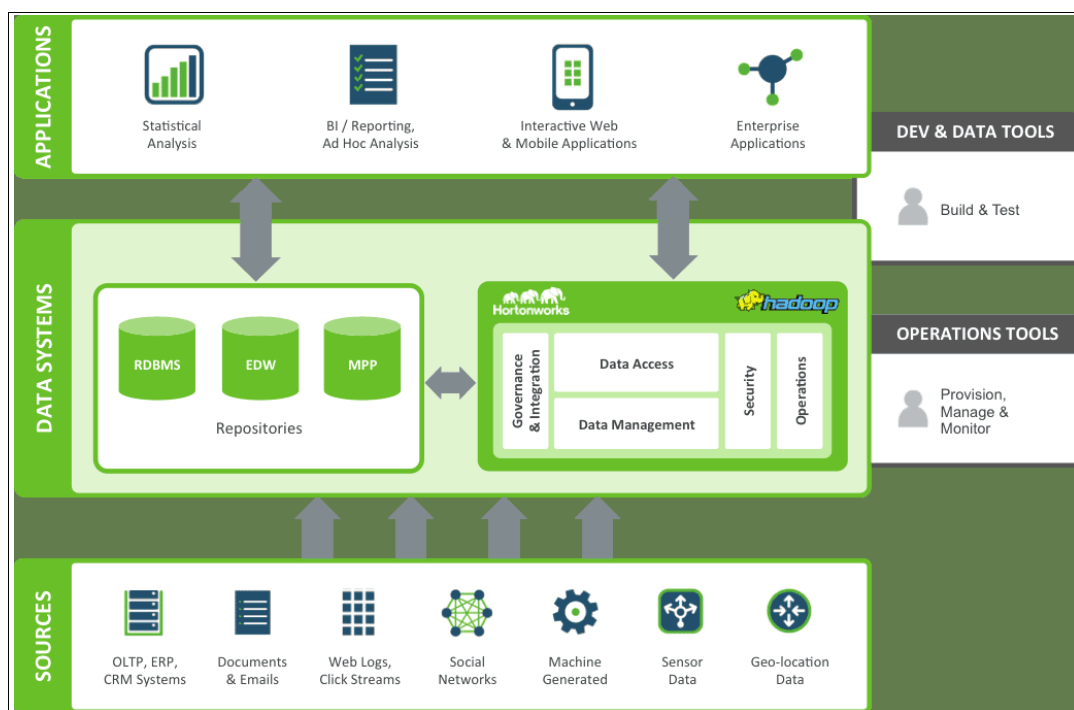 APPLICATIONS
Statistical
Analysis
BI / Reporting,
Ad Hoc Analysis
Interactive Web
& Mobile Applications
Enterprise
Applications
DEV & DATA TOOLS
Build & Test
DATA SYSTEMS
RDBMS
EDW
MPP
Repositories
Hortonworks
hadoop
Governance
& Integration
Data Access
Data Management
Security
Operations
OPERATIONS TOOLS
Provision,
Manage &
Monitor
SOURCES
OLTP, ERP,
CRM Systems
Documents
& Emails
Web Logs,
Click Streams
Social
Networks
Machine
Generated
Sensor
Data
Geo-location
Data